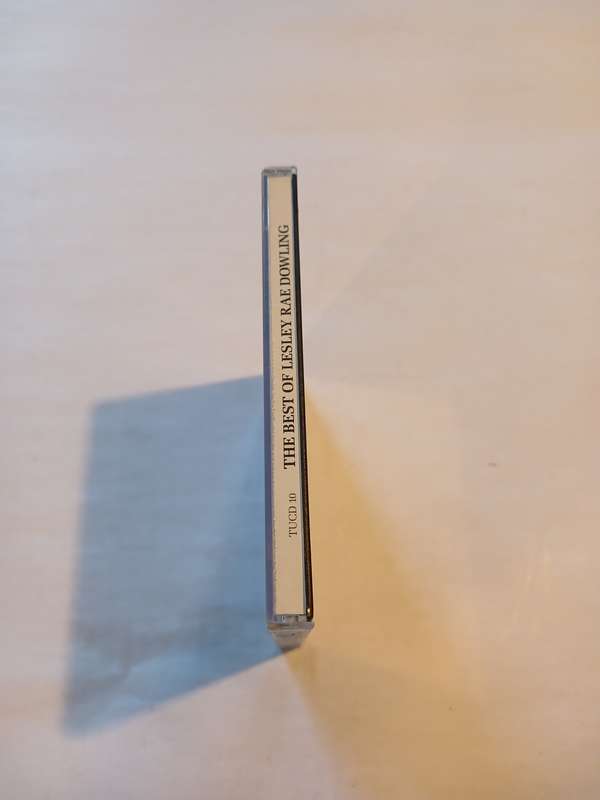 TUCD 10
THE BEST OF LESLEY RAE DOWLING